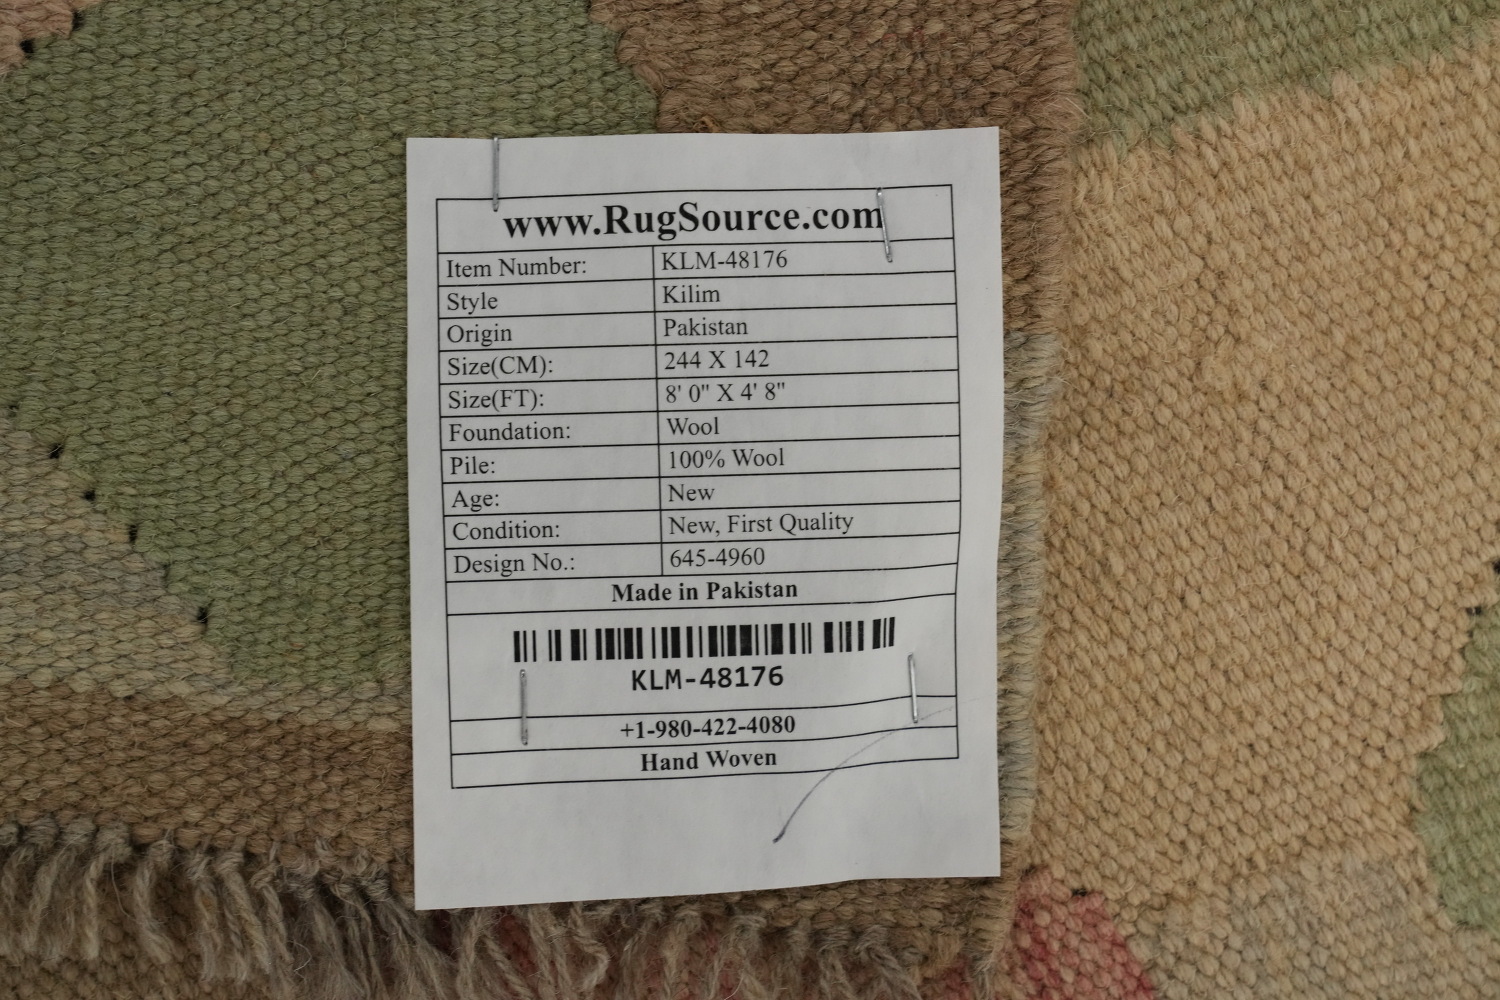 www.RugSource.com
Item Number: KLM-48176
Style Kilim
Origin Pakistan
Size(CM): 244 X 142
Size(FT): 8' 0" X 4' 8"
Foundation: Wool
Pile: 100% Wool
Age: New
Condition: New, First Quality
Design No.: 645-4960
Made in Pakistan
KLM-48176
+1-980-422-4080
Hand Woven